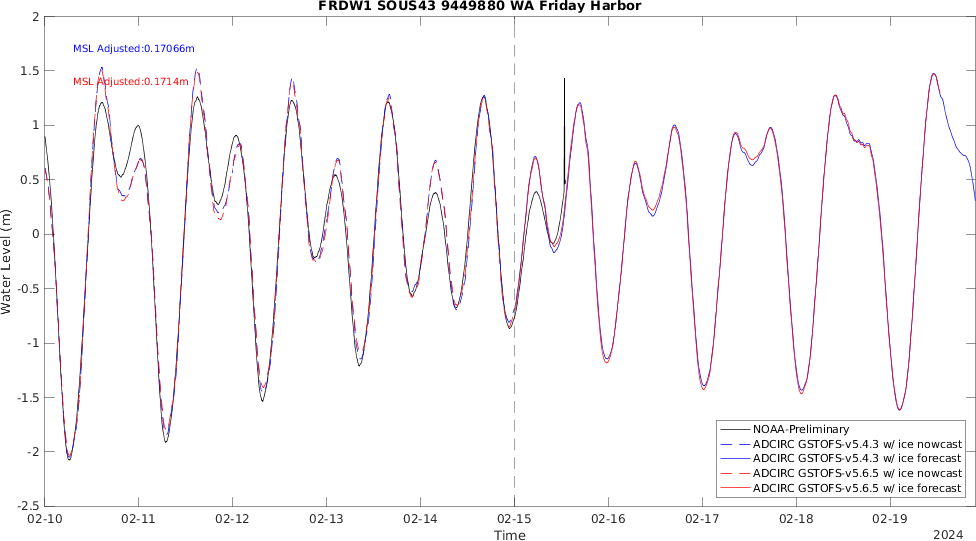 FRDW1 SOUS43 9449880 WA Friday Harbor
2
1.5
1
0.5
0
-0.5
-1
-1.5
-2
-2.5
Water Level (m)
MSL Adjusted:0.17066m
MSL Adjusted:0.1714m
NOAA-Preliminary
ADCIRC GSTOFS-v5.4.3 w/ ice nowcast
ADCIRC GSTOFS-v5.4.3 w/ ice forecast
ADCIRC GSTOFS-v5.6.5 w/ ice nowcast
ADCIRC GSTOFS-v5.6.5 w/ ice forecast
02-10 02-11 02-12 02-13 02-14 02-15 02-16 02-17 02-18 02-19
Time
2024